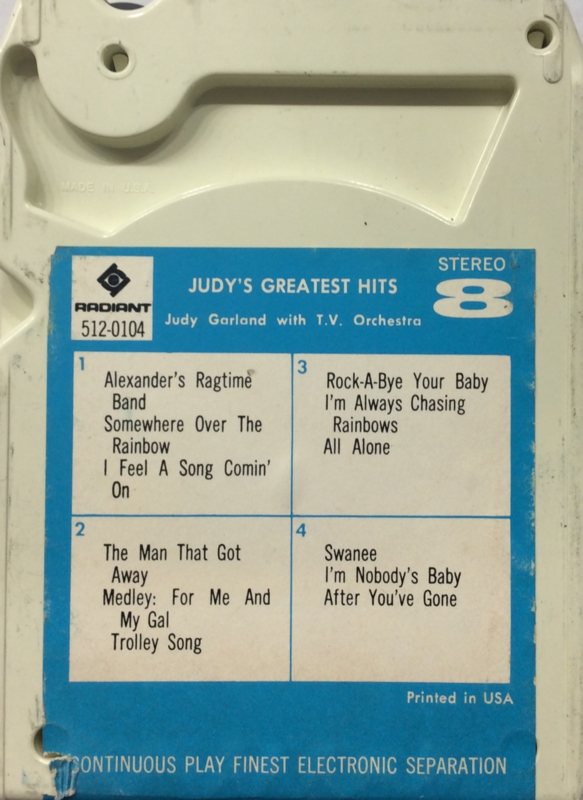 MADE IN U.S.A.
RADIANT
512-0104
JUDY'S GREATEST HITS
Judy Garland with T.V. Orchestra
STEREO
8
1
Alexander's Ragtime
Band
Somewhere Over The
Rainbow
I Feel A Song Comin'
On
2
The Man That Got
Away
Medley: For Me And
My Gal
Trolley Song
3
Rock-A-Bye Your Baby
I'm Always Chasing
Rainbows
All Alone
4
Swanee
I'm Nobody's Baby
After You've Gone
Printed in USA
CONTINUOUS PLAY FINEST ELECTRONIC SEPARATION